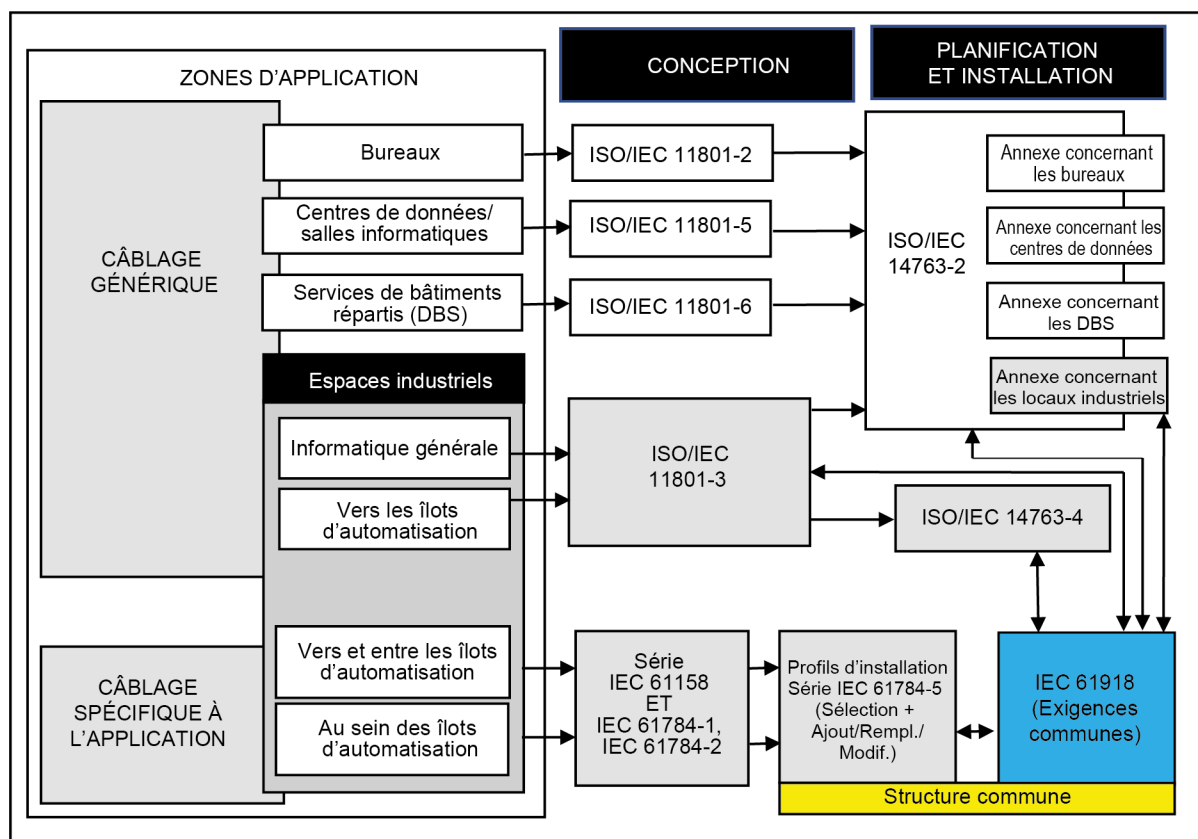 ZONES D'APPLICATION
CONCEPTION
PLANIFICATION
ET INSTALLATION
CÂBLAGE
GÉNÉRIQUE
Bureaux
ISO/IEC 11801-2
Centres de données/
salles informatiques
ISO/IEC 11801-5
Services de bâtiments
répartis (DBS)
ISO/IEC 11801-6
ISO/IEC
14763-2
Annexe concernant
les bureaux
Annexe concernant les
centres de données
Annexe concernant
les DBS
Annexe concernant
les locaux industriels
Espaces industriels
Informatique générale
Vers les îlots
d'automatisation
ISO/IEC
11801-3
ISO/IEC 14763-4
CÂBLAGE
SPÉCIFIQUE À
L'APPLICATION
Vers et entre les îlots
d'automatisation
Au sein des îlots
d'automatisation
Série
IEC 61158
ET
IEC 61784-1,
IEC 61784-2
Profils d'installation
Série IEC 61784-5
(Sélection +
Ajout/Rempl./
Modif.)
IEC 61918
(Exigences
communes)
Structure commune